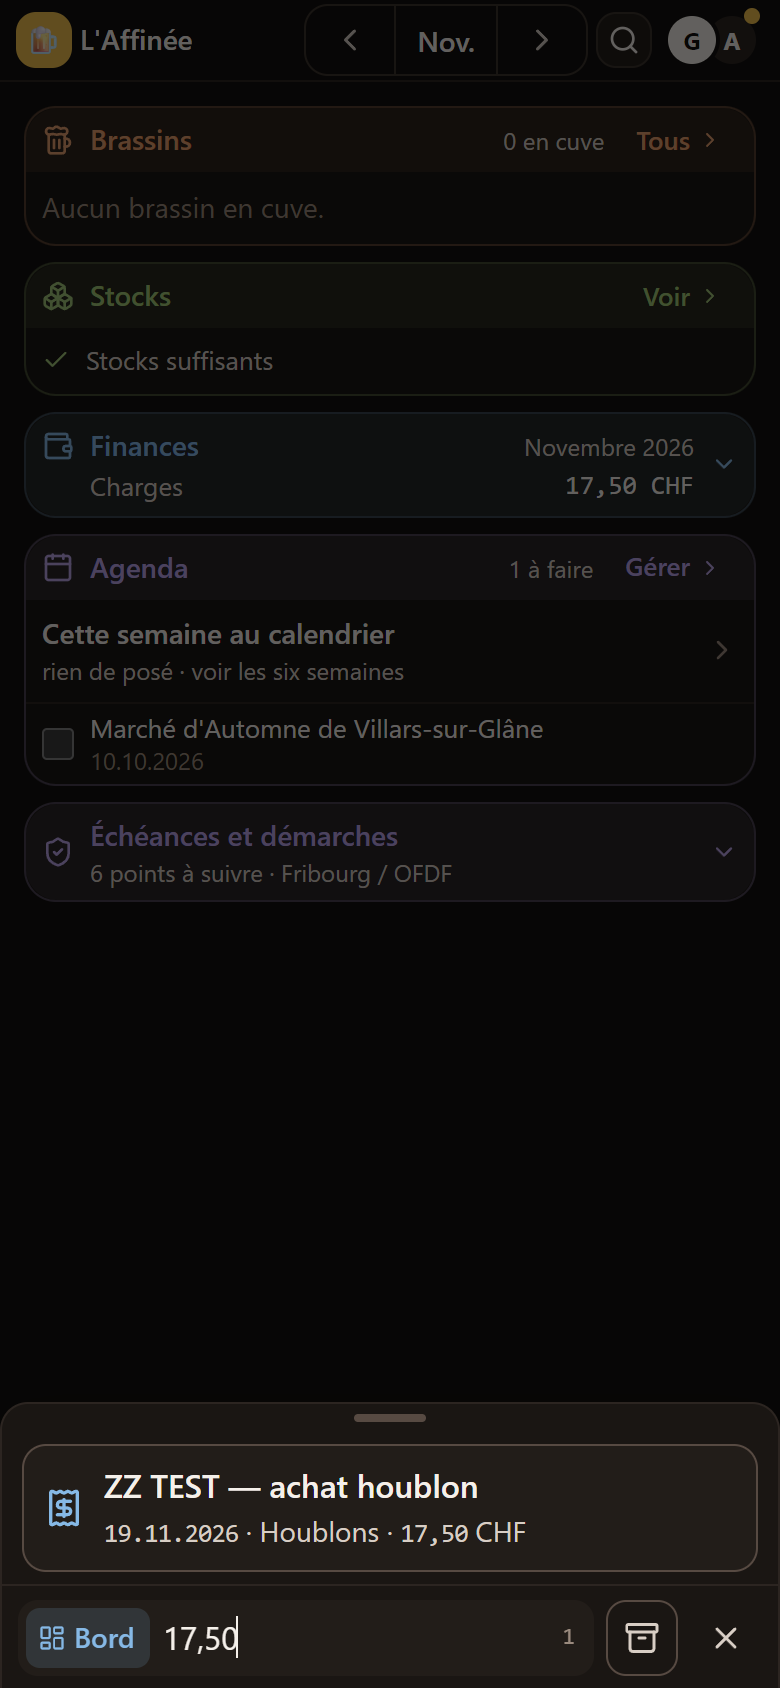 L'Affinée
Nov.
G
A
Brassins
0 en cuve
Tous
Aucun brassin en cuve.
Stocks
Voir
Stocks suffisants
Finances
Novembre 2026
Charges
17,50 CHF
Agenda
1 à faire
Gérer
Cette semaine au calendrier
rien de posé · voir les six semaines
Marché d'Automne de Villars-sur-Glâne
10.10.2026
Échéances et démarches
6 points à suivre · Fribourg / OFDF
ZZ TEST — achat houblon
19.11.2026 · Houblons · 17,50 CHF
Bord
17,50
1